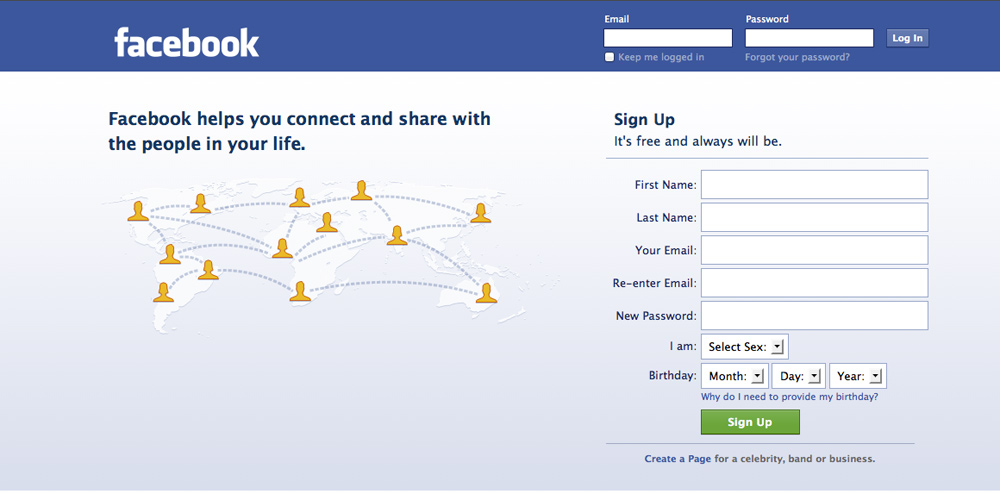 facebook
Email
Password
Log In
Keep me logged in
Forgot your password?
Facebook helps you connect and share with
the people in your life.
Sign Up
It's free and always will be.
First Name:
Last Name:
Your Email:
Re-enter Email:
New Password:
I am: Select Sex:
Birthday: Month: Day: Year:
Why do I need to provide my birthday?
Sign Up
Create a Page for a celebrity, band or business.